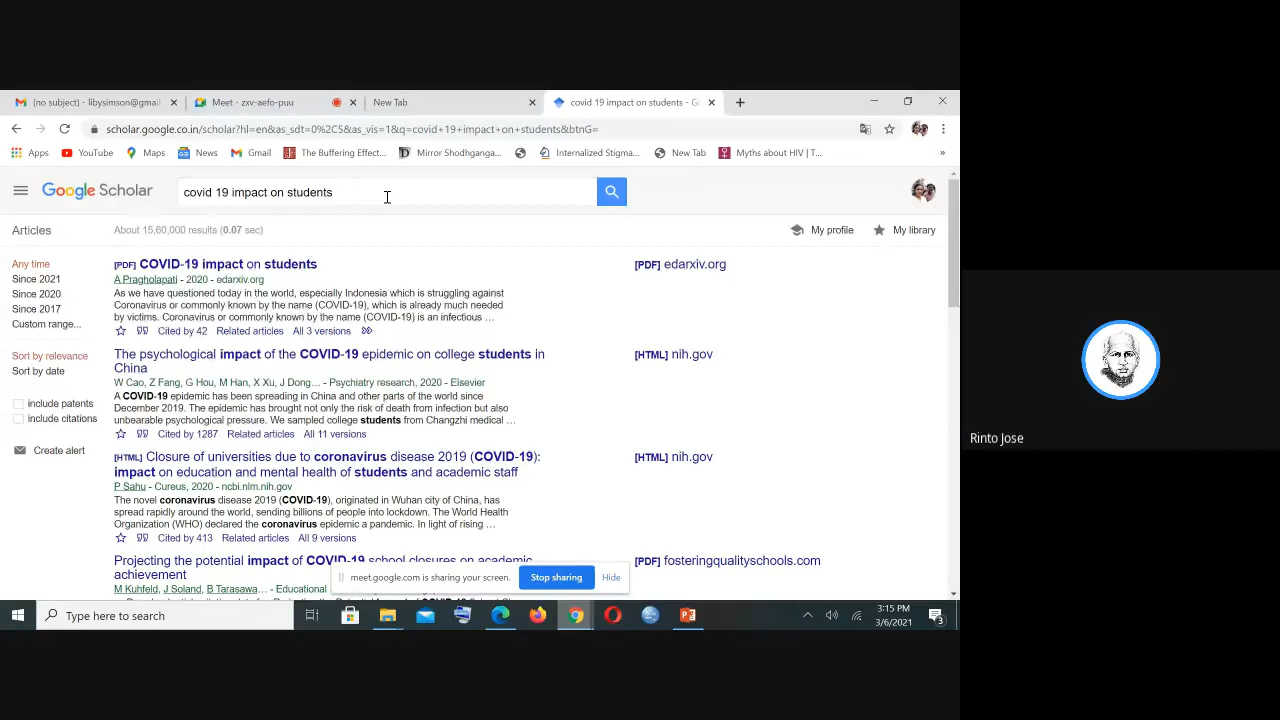 (no subject) - libysimson@gmai
Meet - zxv-aefo-puu
New Tab
covid 19 impact on students - G
scholar.google.co.in/scholar?hl=en&as_sdt=0%2C5&as_vis=1&q=covid+19+impact+on+students&btnG=
Apps
YouTube
Maps
News
Gmail
The Buffering Effect...
Mirror Shodhganga...
Internalized Stigma...
New Tab
Myths about HIV | T...
»
Google Scholar
covid 19 impact on students
Articles
About 15,60,000 results (0.07 sec)
My profile
My library
Any time
Since 2021
Since 2020
Since 2017
Custom range...
Sort by relevance
Sort by date
include patents
include citations
Create alert
[PDF] COVID-19 impact on students
A Pragholapati - 2020 - edarxiv.org
As we have questioned today in the world, especially Indonesia which is struggling against
Coronavirus or commonly known by the name (COVID-19), which is already much needed
by victims. Coronavirus or commonly known by the name (COVID-19) is an infectious ...
Cited by 42 Related articles All 3 versions
[PDF] edarxiv.org
The psychological impact of the COVID-19 epidemic on college students in
China
W Cao, Z Fang, G Hou, M Han, X Xu, J Dong... - Psychiatry research, 2020 - Elsevier
A COVID-19 epidemic has been spreading in China and other parts of the world since
December 2019. The epidemic has brought not only the risk of death from infection but also
unbearable psychological pressure. We sampled college students from Changzhi medical ...
Cited by 1287 Related articles All 11 versions
[HTML] nih.gov
[HTML] Closure of universities due to coronavirus disease 2019 (COVID-19):
impact on education and mental health of students and academic staff
P Sahu - Cureus, 2020 - ncbi.nlm.nih.gov
The novel coronavirus disease 2019 (COVID-19), originated in Wuhan city of China, has
spread rapidly around the world, sending billions of people into lockdown. The World Health
Organization (WHO) declared the coronavirus epidemic a pandemic. In light of rising ...
Cited by 413 Related articles All 9 versions
[HTML] nih.gov
Projecting the potential impact of COVID-19 school closures on academic
achievement
M Kuhfeld, J Soland, B Tarasawa... - Educational
[PDF] fosteringqualityschools.com
meet.google.com is sharing your screen.
Stop sharing
Hide
Type here to search
3:15 PM
3/6/2021
3
Rinto Jose